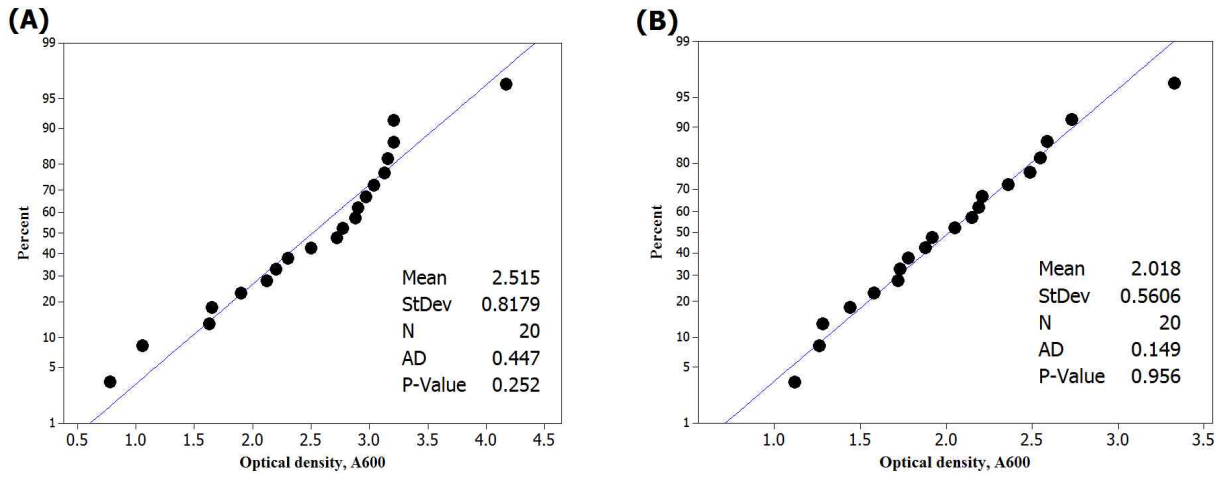 (A)
99
95
90
80
70
60
50
40
30
20
10
5
1
Percent
Mean 2.515
StDev 0.8179
N 20
AD 0.447
P-Value 0.252
0.5 1.0 1.5 2.0 2.5 3.0 3.5 4.0 4.5
Optical density, A600
(B)
99
95
90
80
70
60
50
40
30
20
10
5
1
Percent
Mean 2.018
StDev 0.5606
N 20
AD 0.149
P-Value 0.956
1.0 1.5 2.0 2.5 3.0 3.5
Optical density, A600